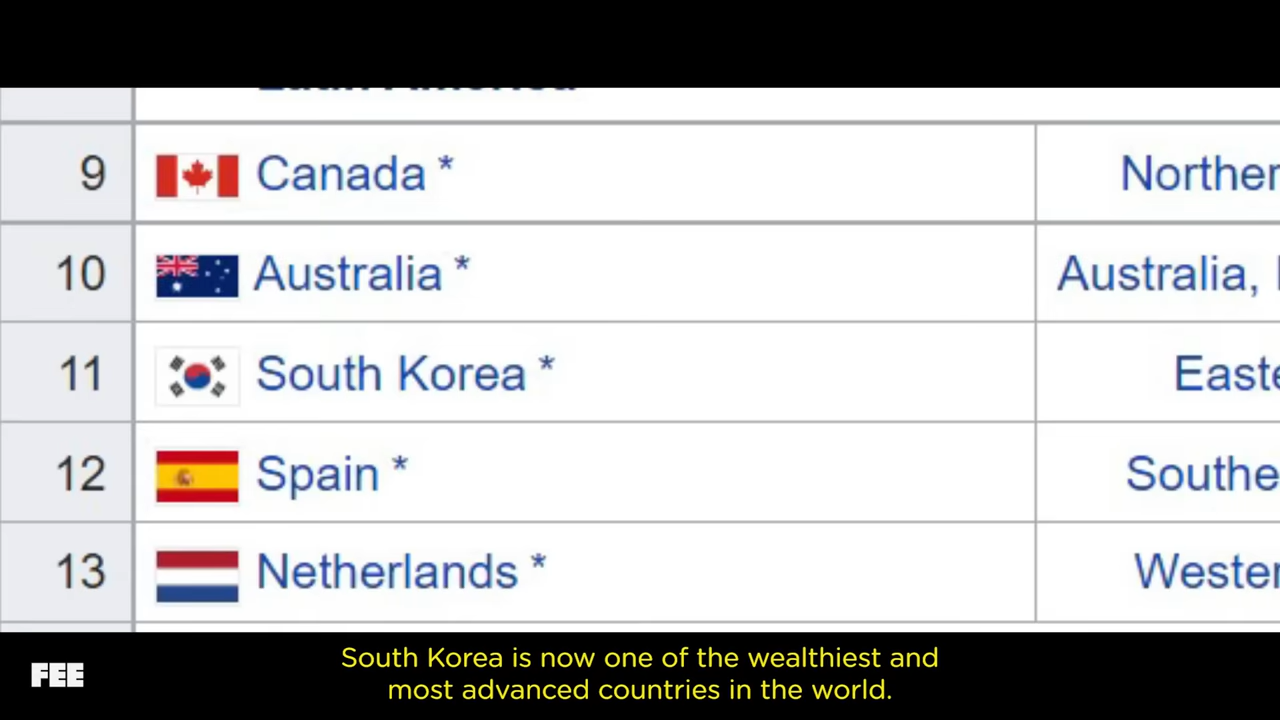 9 Canada * Norther
10 Australia * Australia,
11 South Korea * Easte
12 Spain * Southe
13 Netherlands * Wester
FEE
South Korea is now one of the wealthiest and
most advanced countries in the world.